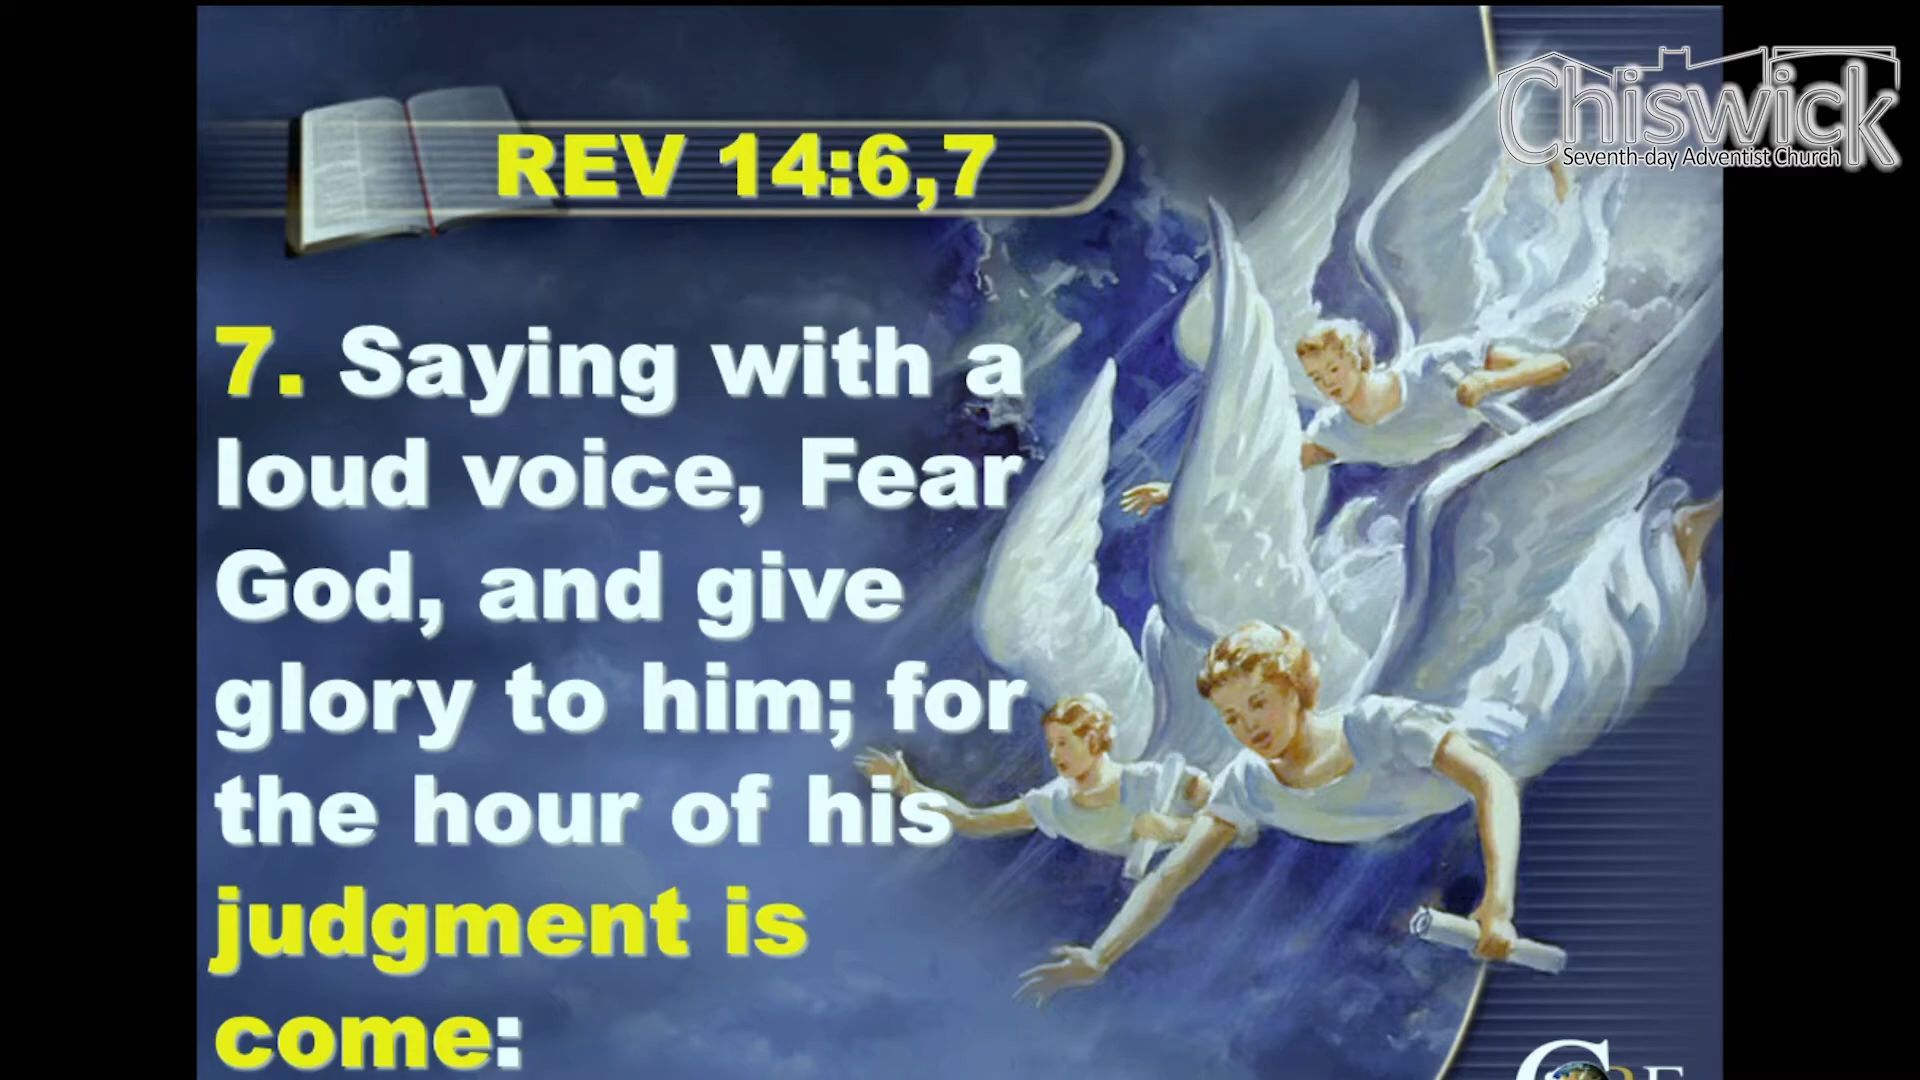 Chiswick
Seventh-day Adventist Church
REV 14:6,7
7. Saying with a
loud voice, Fear
God, and give
glory to him; for
the hour of his
judgment is
come: